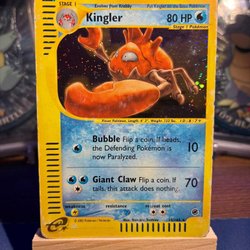 STAGE 1
Evolves from Krabby
Put Kingler on the Basic Pokémon
Kingler
80 HP
Stage 1 Pokémon
Bubble Flip a coin. If heads,
the Defending Pokémon is
now Paralyzed.
10
Giant Claw Flip a coin. If
tails, this attack does nothing.
70
weakness
resistance
retreat cost
e